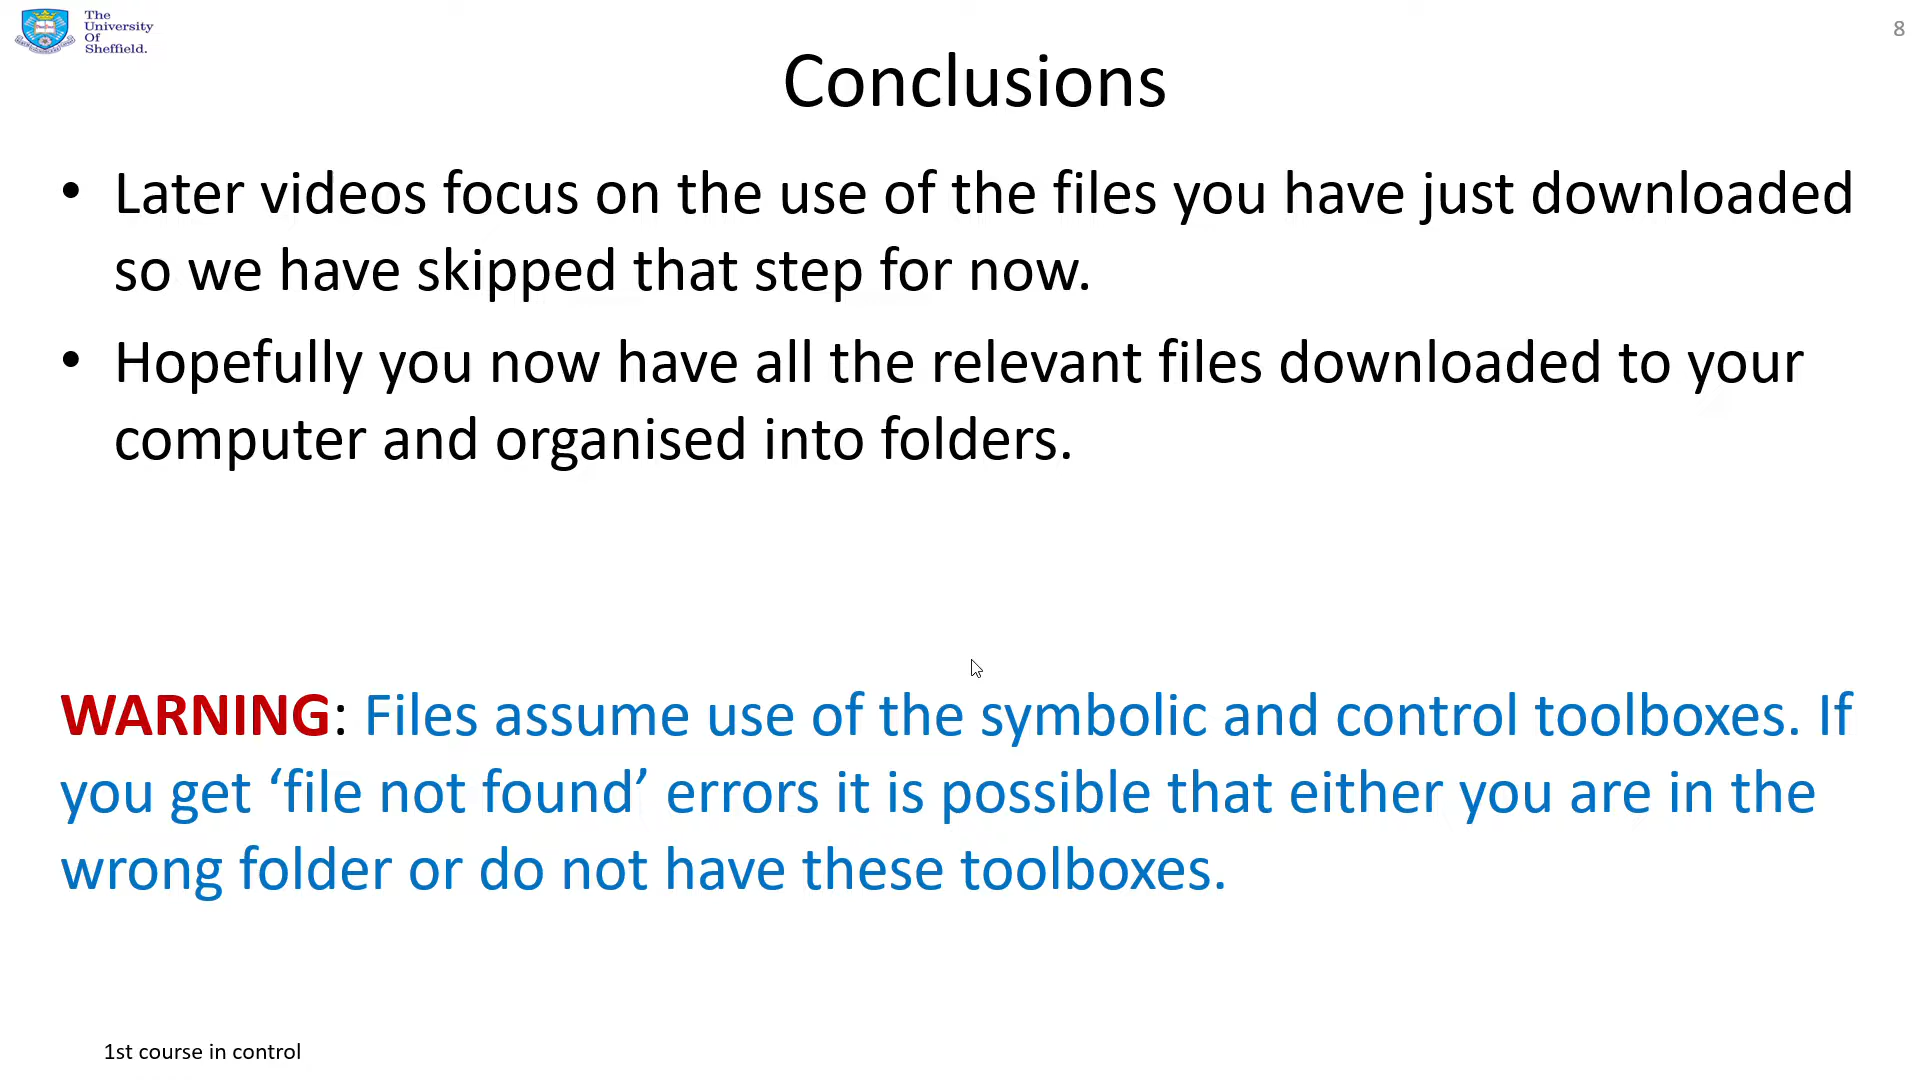 The
University
Of
Sheffield.
8
Conclusions
• Later videos focus on the use of the files you have just downloaded
so we have skipped that step for now.
• Hopefully you now have all the relevant files downloaded to your
computer and organised into folders.
WARNING: Files assume use of the symbolic and control toolboxes. If
you get ‘file not found’ errors it is possible that either you are in the
wrong folder or do not have these toolboxes.
1st course in control